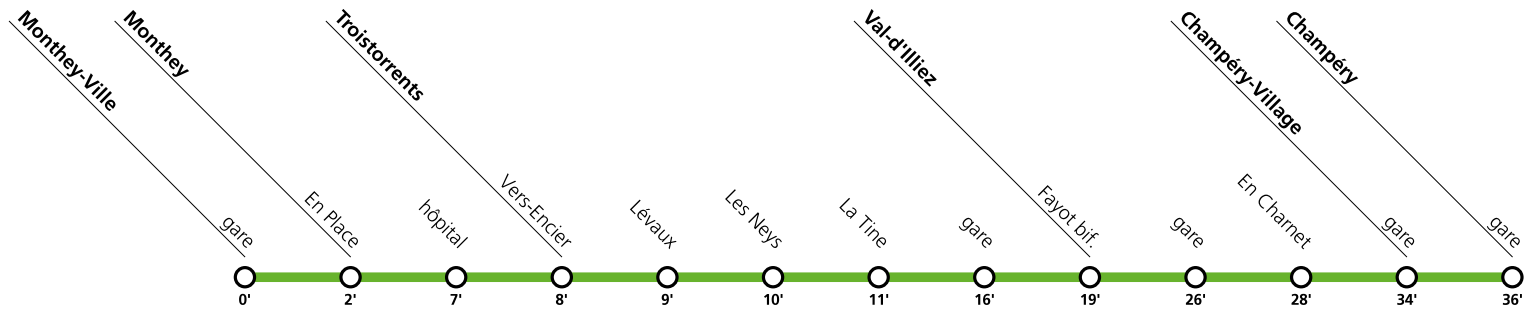 Monthey-Ville
Monthey
Troistorrents
Val-d'Illiez
Champéry-Village
Champéry
gare
En Place
hôpital
Vers-Encier
Lévaux
Les Neys
La Tine
gare
Fayot bif.
gare
En Charnet
gare
gare
0'
2'
7'
8'
9'
10'
11'
16'
19'
26'
28'
34'
36'